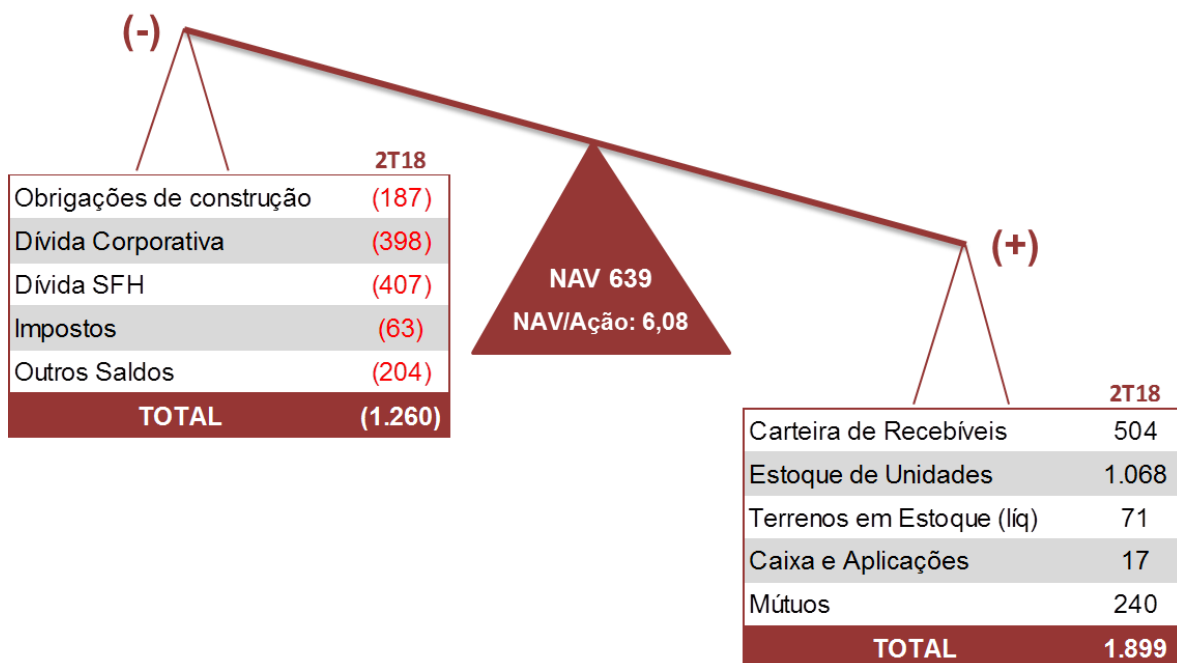 (-)
2T18
Obrigações de construção (187)
Dívida Corporativa (398)
Dívida SFH (407)
Impostos (63)
Outros Saldos (204)
TOTAL (1.260)
NAV 639
NAV/Ação: 6,08
(+)
2T18
Carteira de Recebíveis 504
Estoque de Unidades 1.068
Terrenos em Estoque (líq) 71
Caixa e Aplicações 17
Mútuos 240
TOTAL 1.899